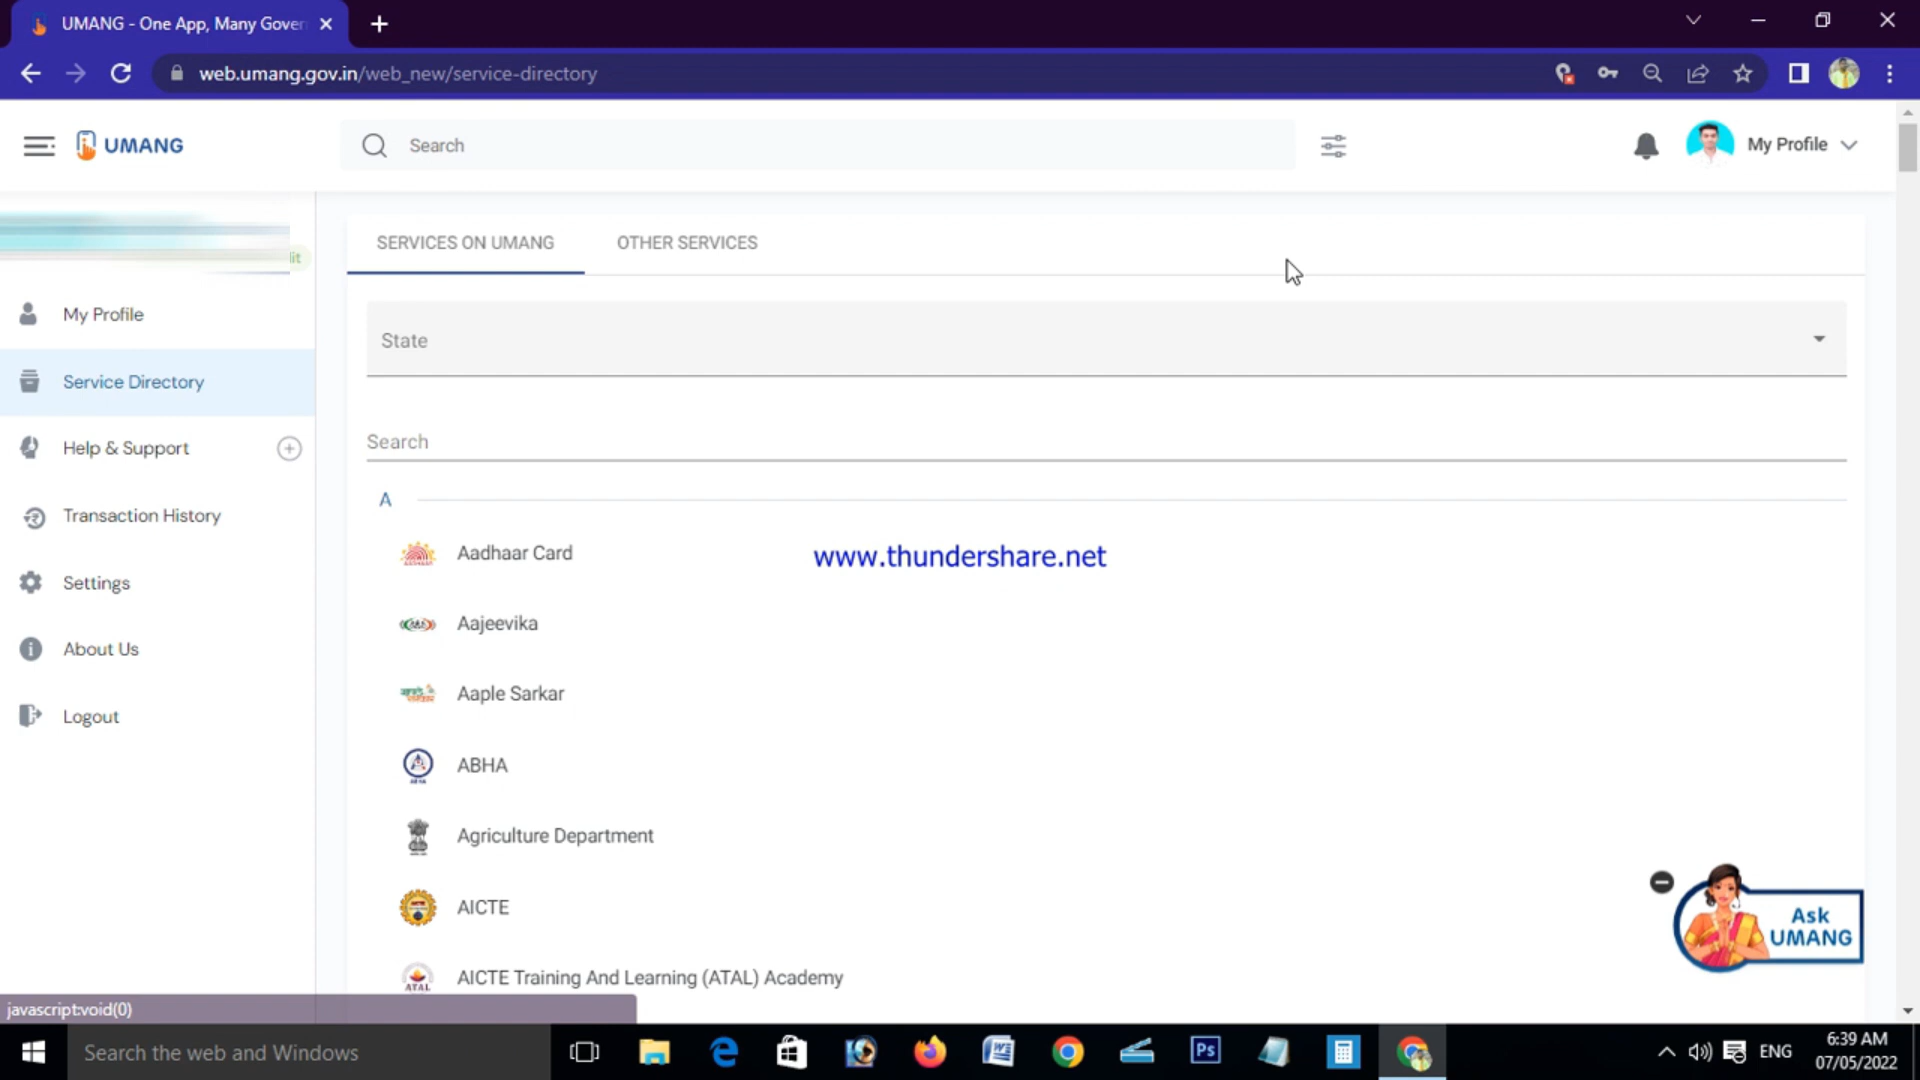 UMANG - One App, Many Gover
web.umang.gov.in/web_new/service-directory
UMANG
Search
My Profile
SERVICES ON UMANG
OTHER SERVICES
it
My Profile
Service Directory
Help & Support
Transaction History
Settings
About Us
Logout
State
Search
A
Aadhaar Card
www.thundershare.net
Aajeevika
Aaple Sarkar
ABHA
Agriculture Department
AICTE
AICTE Training And Learning (ATAL) Academy
ATAL
Ask
UMANG
javascript:void(0)
Search the web and Windows
Ps
ENG
6:39 AM
07/05/2022